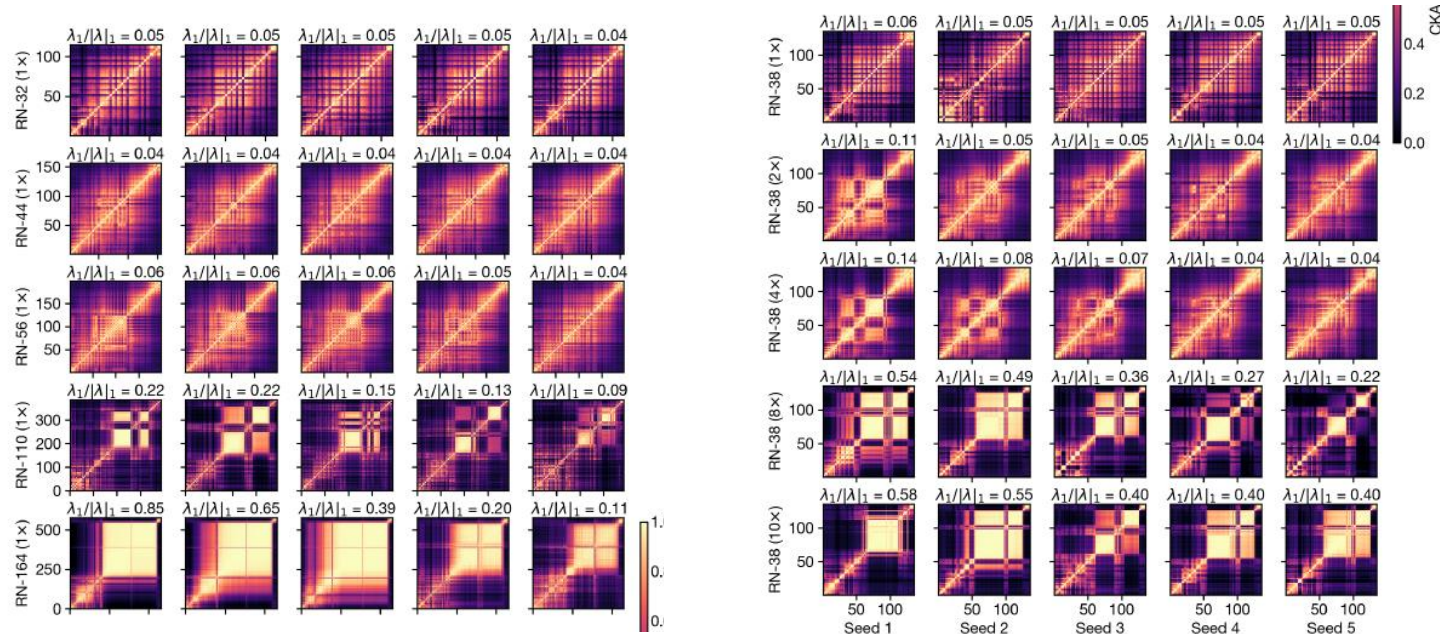 λ₁/|λ|₁ = 0.05 λ₁/|λ|₁ = 0.05 λ₁/|λ|₁ = 0.05 λ₁/|λ|₁ = 0.05 λ₁/|λ|₁ = 0.04
RN-32 (1×)
100
50
λ₁/|λ|₁ = 0.04 λ₁/|λ|₁ = 0.04 λ₁/|λ|₁ = 0.04 λ₁/|λ|₁ = 0.04 λ₁/|λ|₁ = 0.04
RN-44 (1×)
150
100
50
λ₁/|λ|₁ = 0.06 λ₁/|λ|₁ = 0.06 λ₁/|λ|₁ = 0.06 λ₁/|λ|₁ = 0.05 λ₁/|λ|₁ = 0.04
RN-56 (1×)
150
100
50
λ₁/|λ|₁ = 0.22 λ₁/|λ|₁ = 0.22 λ₁/|λ|₁ = 0.15 λ₁/|λ|₁ = 0.13 λ₁/|λ|₁ = 0.09
RN-110 (1×)
300
200
100
0
λ₁/|λ|₁ = 0.85 λ₁/|λ|₁ = 0.65 λ₁/|λ|₁ = 0.39 λ₁/|λ|₁ = 0.20 λ₁/|λ|₁ = 0.11
RN-164 (1×)
500
250
0
λ₁/|λ|₁ = 0.06 λ₁/|λ|₁ = 0.05 λ₁/|λ|₁ = 0.05 λ₁/|λ|₁ = 0.05 λ₁/|λ|₁ = 0.05
RN-38 (1×)
100
50
CKA
0.4
0.2
0.0
λ₁/|λ|₁ = 0.11 λ₁/|λ|₁ = 0.05 λ₁/|λ|₁ = 0.05 λ₁/|λ|₁ = 0.04 λ₁/|λ|₁ = 0.04
RN-38 (2×)
100
50
λ₁/|λ|₁ = 0.14 λ₁/|λ|₁ = 0.08 λ₁/|λ|₁ = 0.07 λ₁/|λ|₁ = 0.04 λ₁/|λ|₁ = 0.04
RN-38 (4×)
100
50
λ₁/|λ|₁ = 0.54 λ₁/|λ|₁ = 0.49 λ₁/|λ|₁ = 0.36 λ₁/|λ|₁ = 0.27 λ₁/|λ|₁ = 0.22
RN-38 (8×)
100
50
λ₁/|λ|₁ = 0.58 λ₁/|λ|₁ = 0.55 λ₁/|λ|₁ = 0.40 λ₁/|λ|₁ = 0.40 λ₁/|λ|₁ = 0.40
RN-38 (10×)
100
50
50 100 50 100 50 100 50 100 50 100
Seed 1 Seed 2 Seed 3 Seed 4 Seed 5